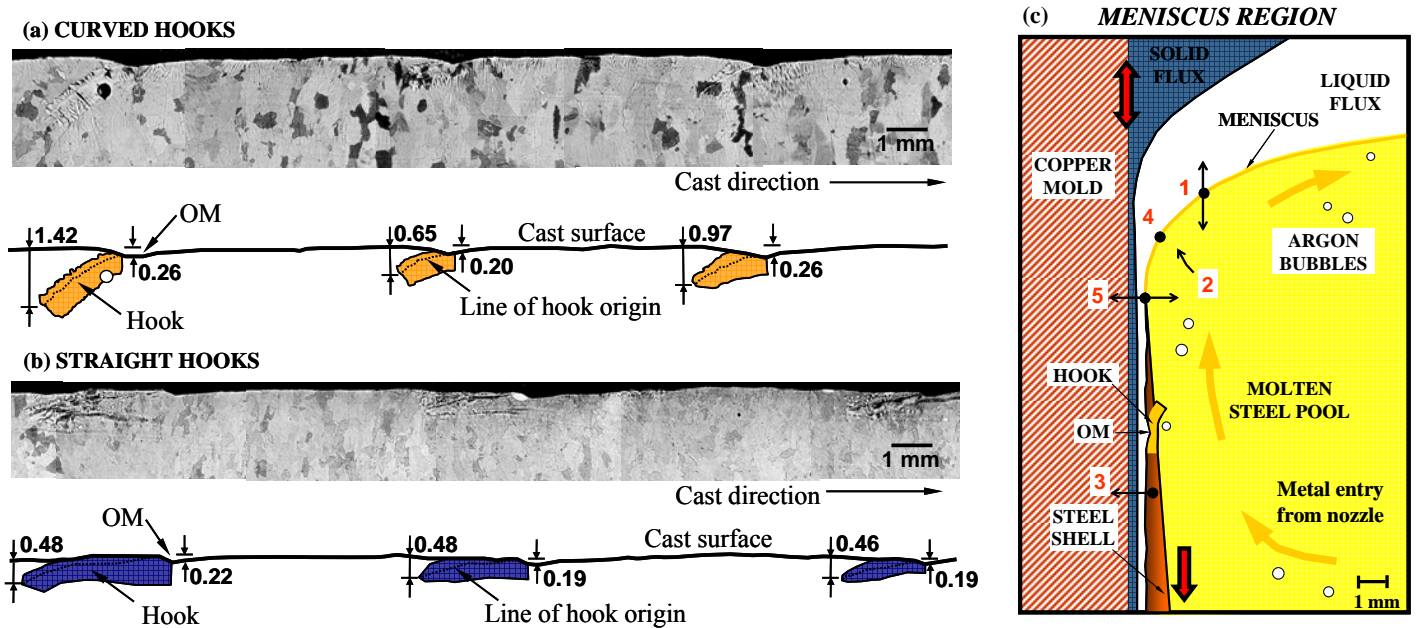 (a) CURVED HOOKS
1 mm
Cast direction
OM
1.42
0.26
0.65
0.20
Cast surface
0.97
0.26
Line of hook origin
Hook
(b) STRAIGHT HOOKS
1 mm
Cast direction
OM
0.48
0.22
0.48
0.19
Cast surface
0.46
0.19
Line of hook origin
Hook
(c) MENISCUS REGION
SOLID
FLUX
LIQUID
FLUX
MENISCUS
COPPER
MOLD
1
4
ARGON
BUBBLES
2
5
HOOK
MOLTEN
STEEL POOL
OM
3
Metal entry
from nozzle
STEEL
SHELL
1 mm